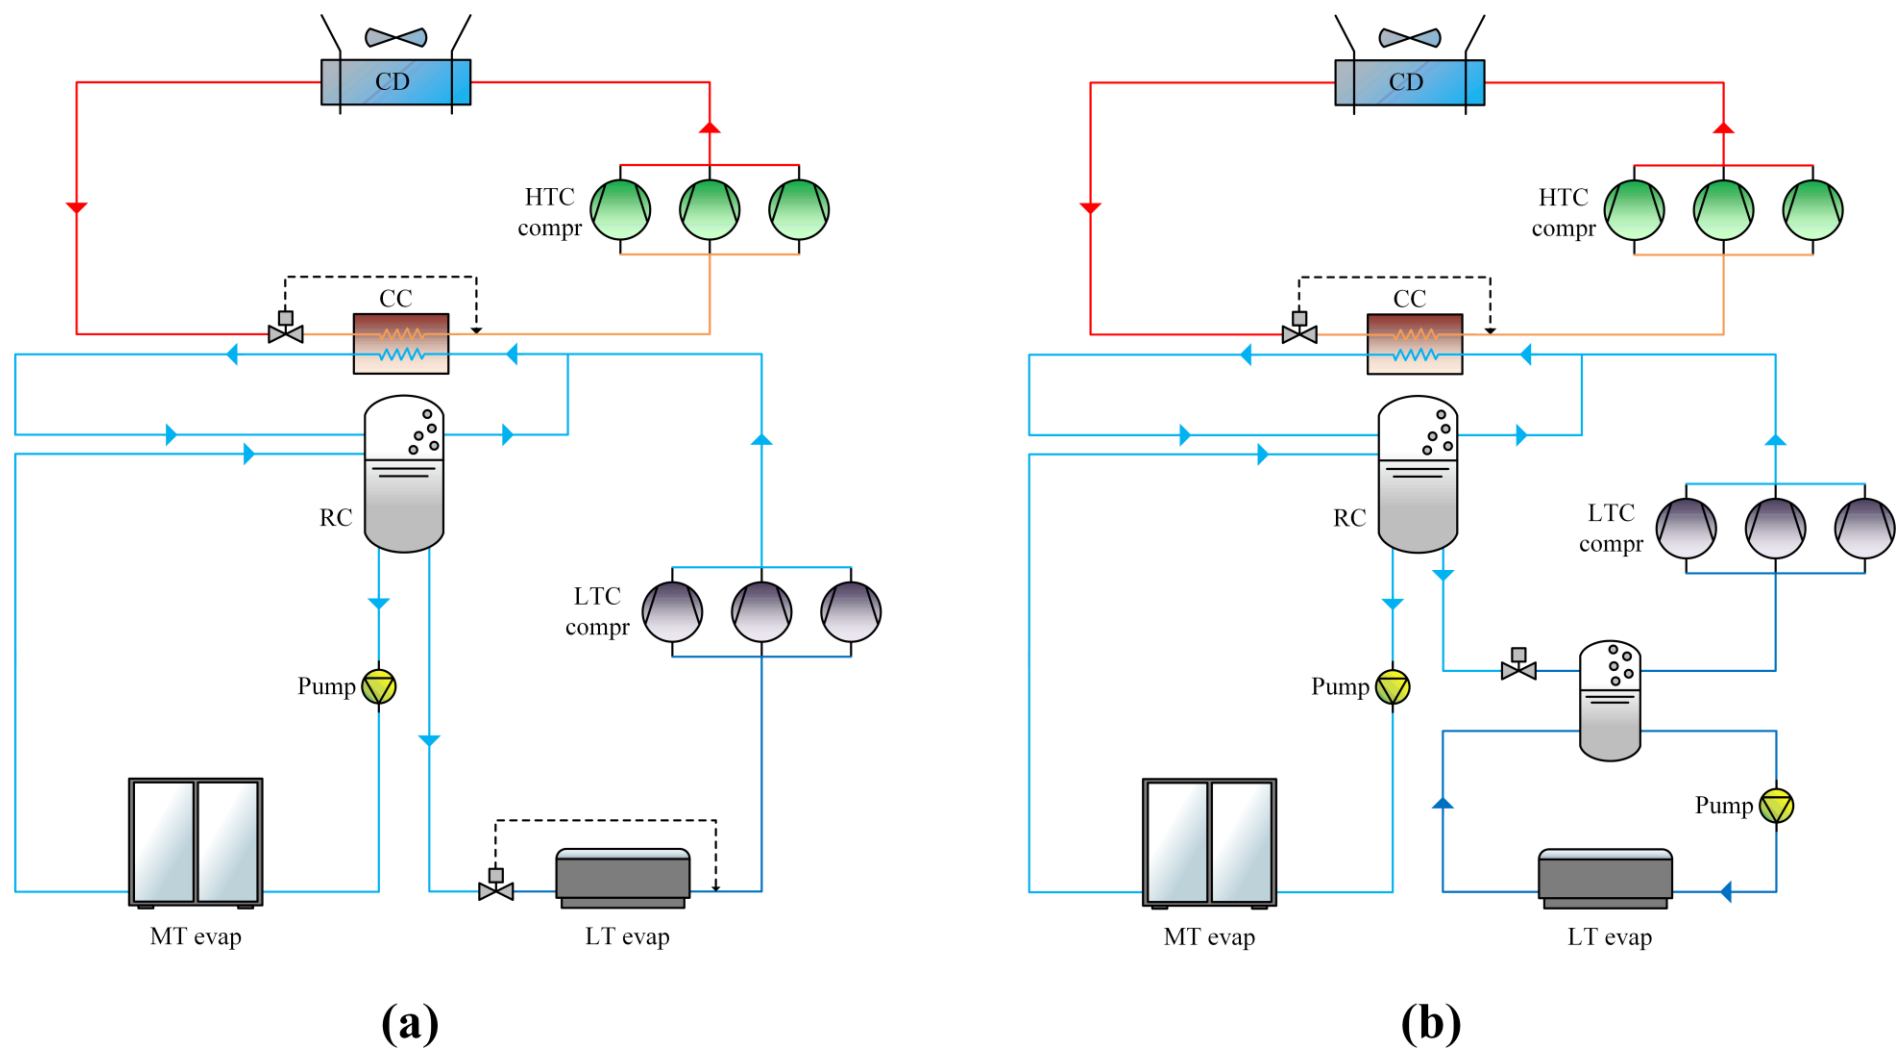 CD
HTC
compr
CC
RC
LTC
compr
Pump
MT evap
LT evap
(a)
CD
HTC
compr
CC
RC
LTC
compr
Pump
Pump
MT evap
LT evap
(b)